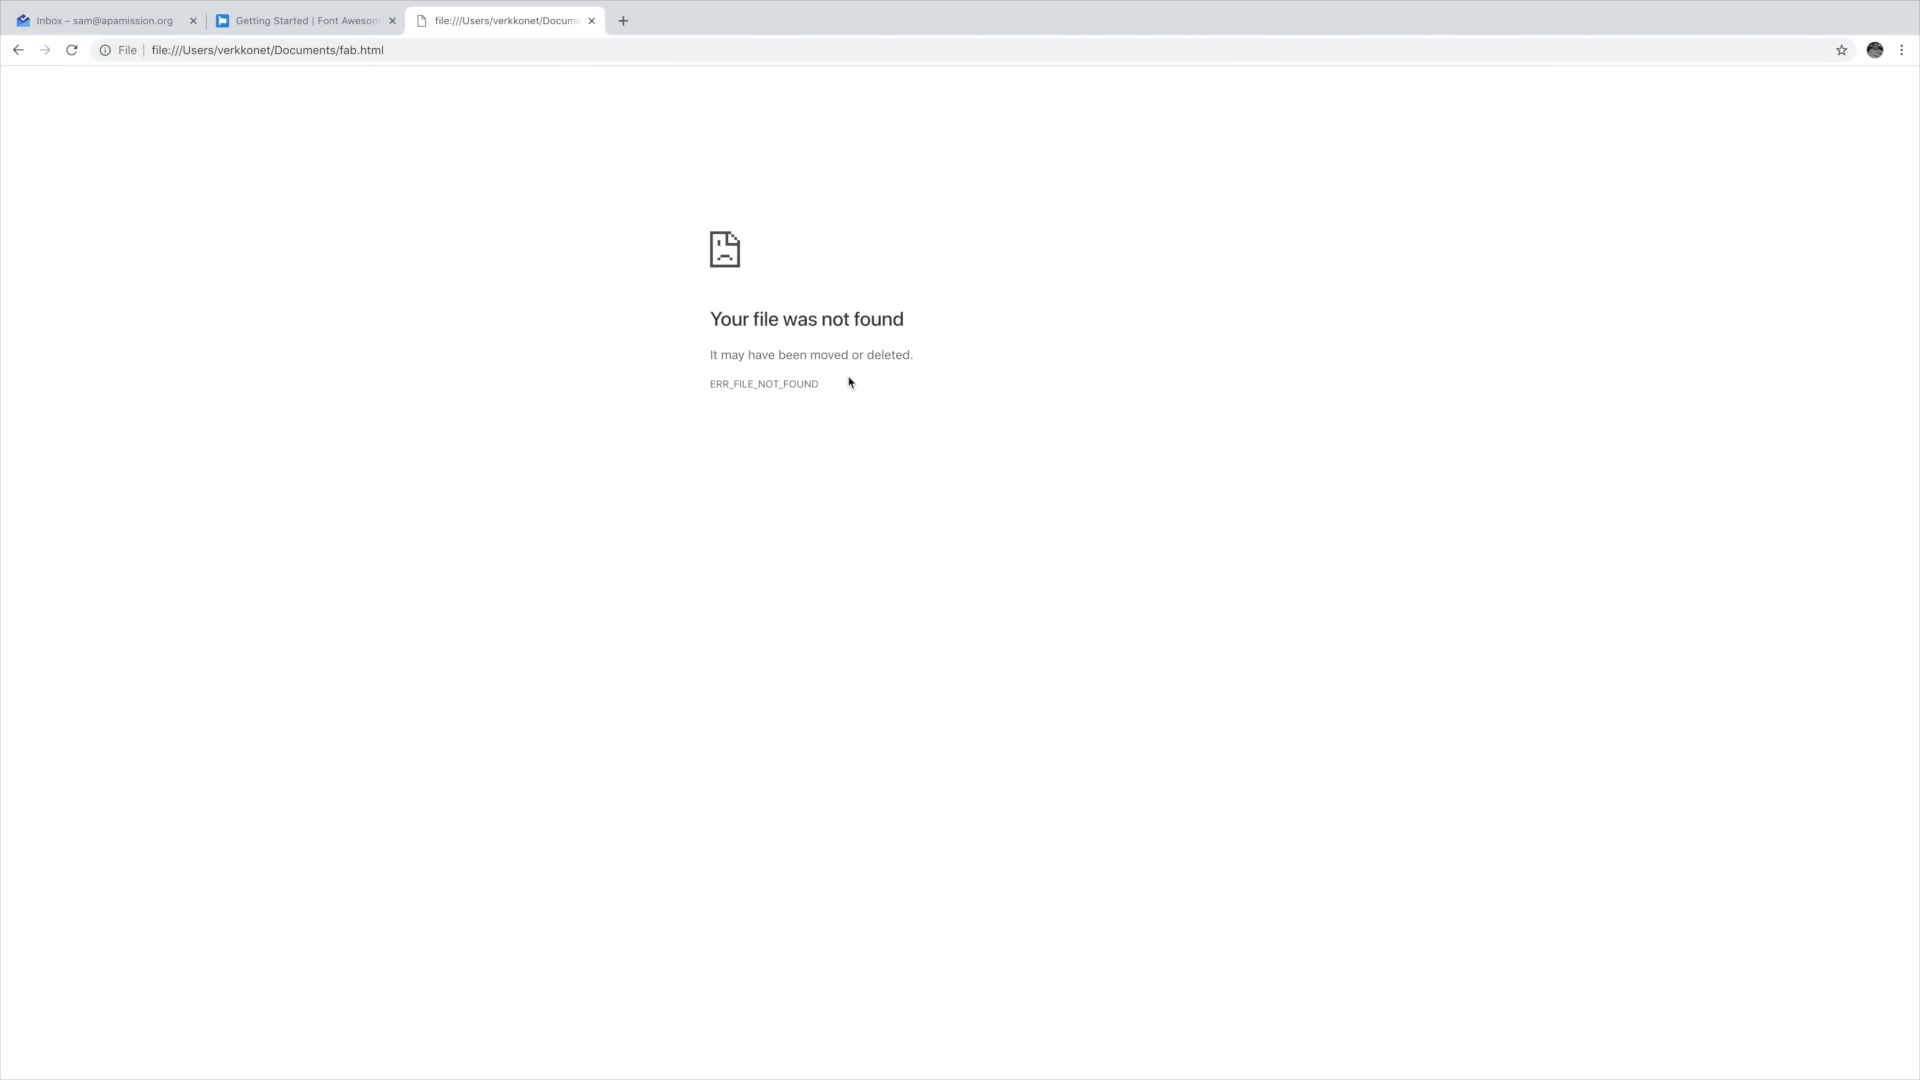 Inbox – sam@apamission.org
Getting Started | Font Awesom
file:///Users/verkkonet/Docume
File
file:///Users/verkkonet/Documents/fab.html
Your file was not found
It may have been moved or deleted.
ERR_FILE_NOT_FOUND